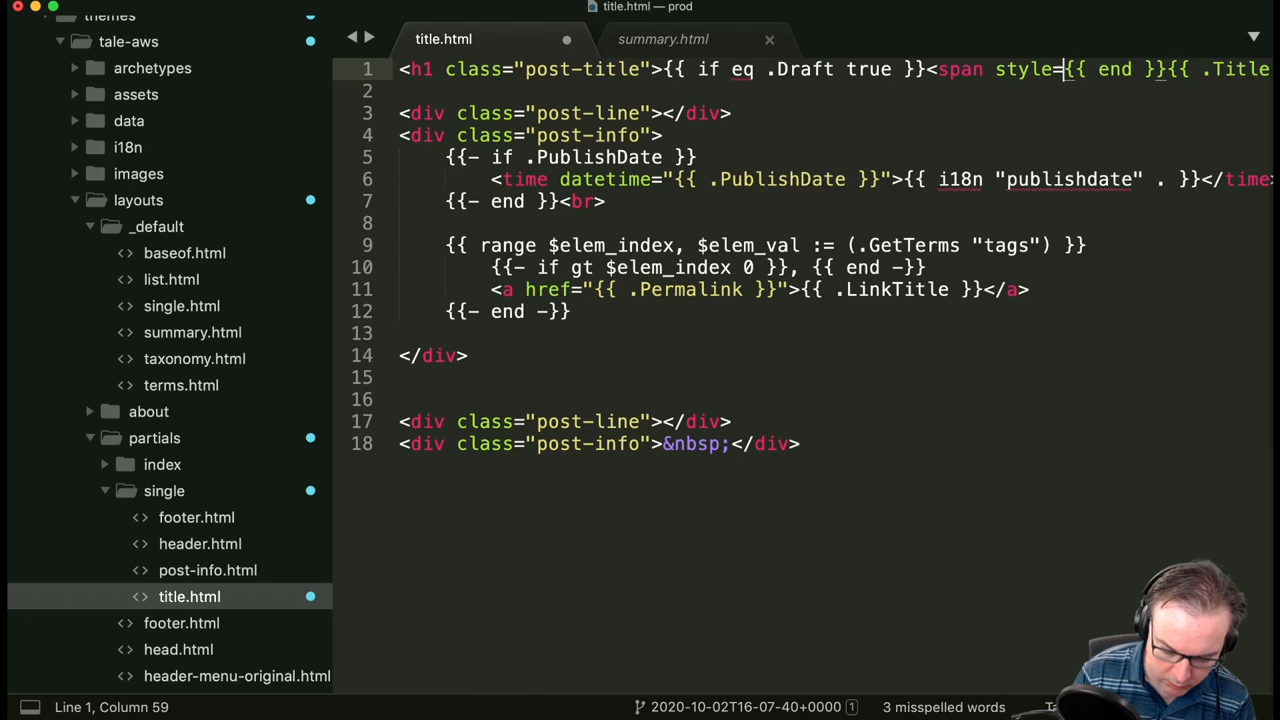 title.html — prod
themes
tale-aws
archetypes
assets
data
i18n
images
layouts
_default
baseof.html
list.html
single.html
summary.html
taxonomy.html
terms.html
about
partials
index
single
footer.html
header.html
post-info.html
title.html
footer.html
head.html
header-menu-original.html
title.html
summary.html
1 <h1 class="post-title">{{ if eq .Draft true }}<span style={{ end }}{{ .Title
2
3 <div class="post-line"></div>
4 <div class="post-info">
5 {{- if .PublishDate }}
6 <time datetime="{{ .PublishDate }}">{{ i18n "publishdate" . }}</time>
7 {{- end }}<br>
8
9 {{ range $elem_index, $elem_val := (.GetTerms "tags") }}
10 {{- if gt $elem_index 0 }}, {{ end -}}
11 <a href="{{ .Permalink }}">{{ .LinkTitle }}</a>
12 {{- end -}}
13
14 </div>
15
16
17 <div class="post-line"></div>
18 <div class="post-info">&nbsp;</div>
Line 1, Column 59
2020-10-02T16-07-40+0000 1
3 misspelled words